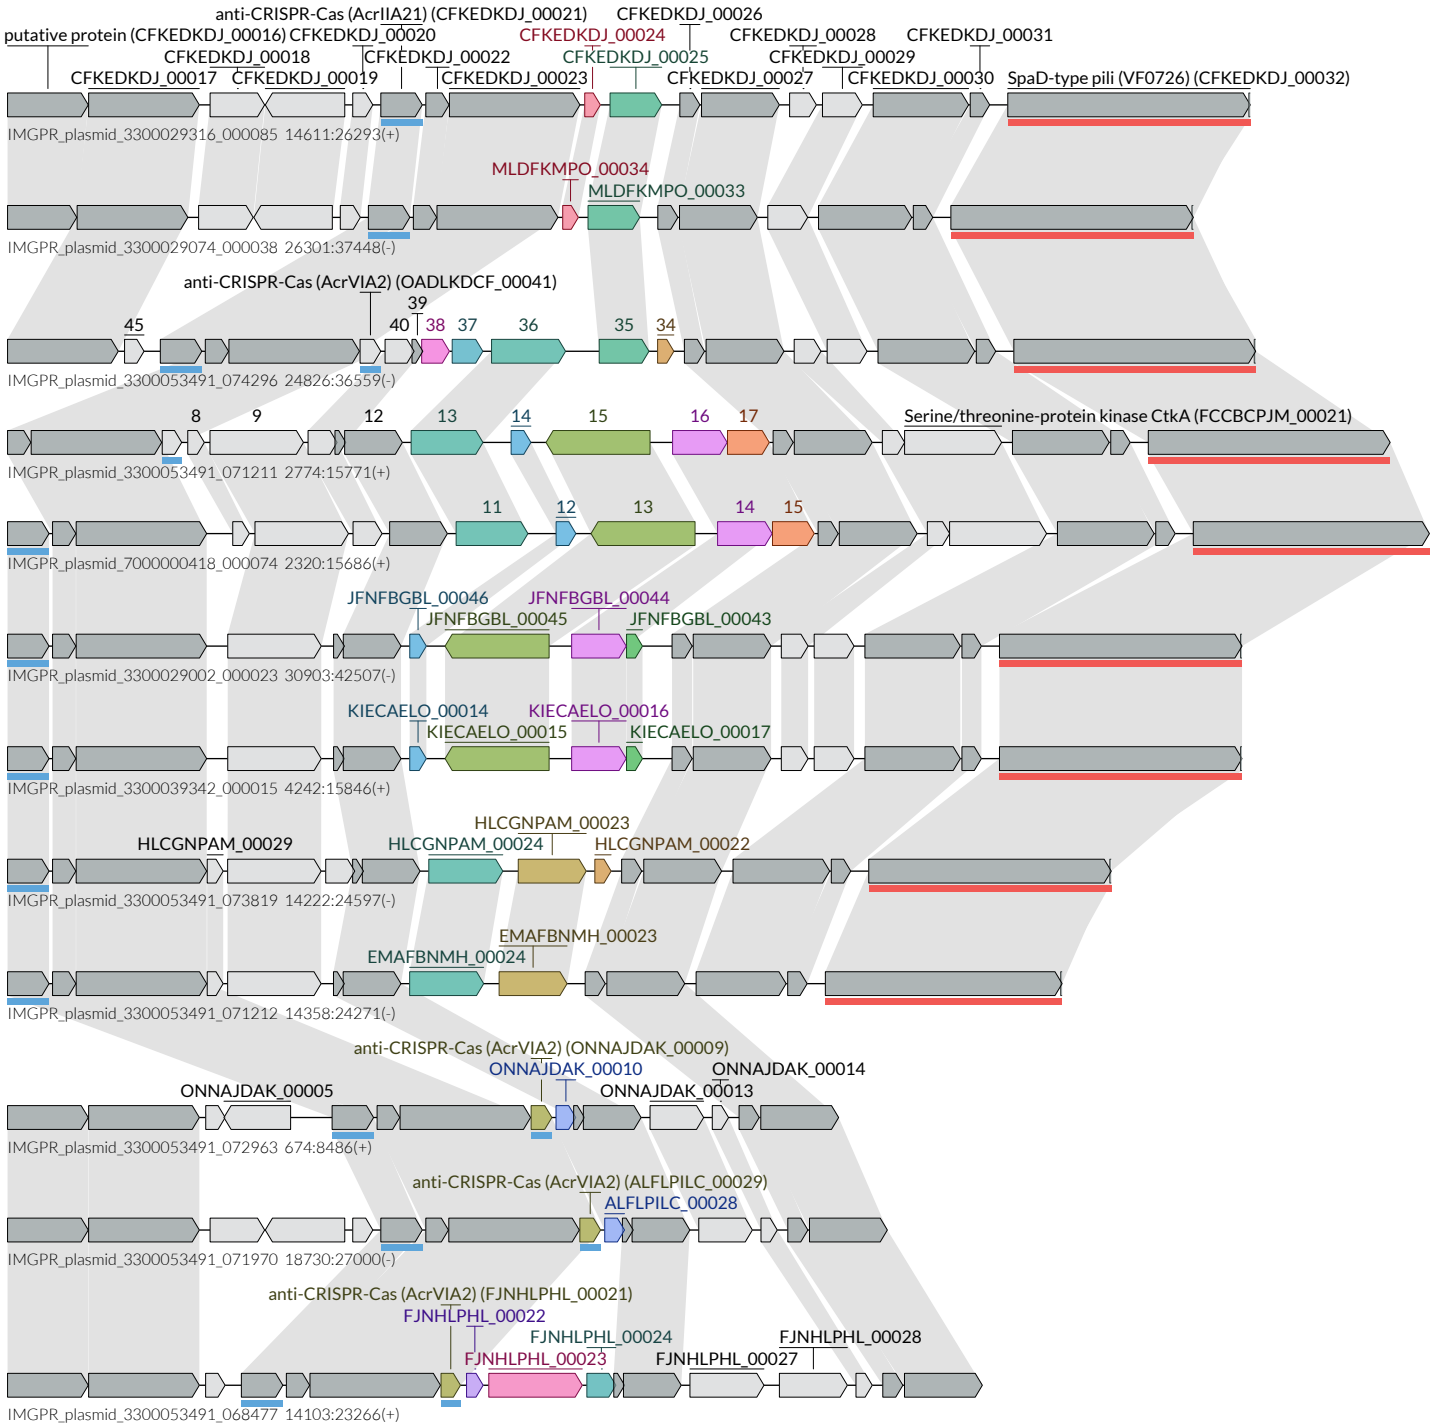 anti-CRISPR-Cas (AcrIIA21) (CFKEDKDJ_00021) CFKEDKDJ_00026
putative protein (CFKEDKDJ_00016) CFKEDKDJ_00020 CFKEDKDJ_00024 CFKEDKDJ_00028 CFKEDKDJ_00031
CFKEDKDJ_00018 CFKEDKDJ_00022 CFKEDKDJ_00025 CFKEDKDJ_00029
CFKEDKDJ_00017 CFKEDKDJ_00019 CFKEDKDJ_00023 CFKEDKDJ_00027 CFKEDKDJ_00030 SpaD-type pili (VF0726) (CFKEDKDJ_00032)
IMGPR_plasmid_3300029316_000085 14611:26293(+)
MLDFKMPO_00034
MLDFKMPO_00033
IMGPR_plasmid_3300029074_000038 26301:37448(-)
anti-CRISPR-Cas (AcrVIA2) (OADLKDCF_00041)
39
45 40 38 37 36 35 34
IMGPR_plasmid_3300053491_074296 24826:36559(-)
8 9 12 13 14 15 16 17 Serine/threonine-protein kinase CtkA (FCCBCPJM_00021)
IMGPR_plasmid_3300053491_071211 2774:15771(+)
11 12 13 14 15
IMGPR_plasmid_7000000418_000074 2320:15686(+)
JFNFBGBL_00046 JFNFBGBL_00044
JFNFBGBL_00045 JFNFBGBL_00043
IMGPR_plasmid_3300029002_000023 30903:42507(-)
KIECAELO_00014 KIECAELO_00016
KIECAELO_00015 KIECAELO_00017
IMGPR_plasmid_3300039342_000015 4242:15846(+)
HLCGNPAM_00023
HLCGNPAM_00029 HLCGNPAM_00024 HLCGNPAM_00022
IMGPR_plasmid_3300053491_073819 14222:24597(-)
EMAFBNMH_00023
EMAFBNMH_00024
IMGPR_plasmid_3300053491_071212 14358:24271(-)
anti-CRISPR-Cas (AcrVIA2) (ONNAJDAK_00009)
ONNAJDAK_00010 ONNAJDAK_00014
ONNAJDAK_00005 ONNAJDAK_00013
IMGPR_plasmid_3300053491_072963 674:8486(+)
anti-CRISPR-Cas (AcrVIA2) (ALFLPILC_00029)
ALFLPILC_00028
IMGPR_plasmid_3300053491_071970 18730:27000(-)
anti-CRISPR-Cas (AcrVIA2) (FJNHLPHL_00021)
FJNHLPHL_00022
FJNHLPHL_00024 FJNHLPHL_00028
FJNHLPHL_00023 FJNHLPHL_00027
IMGPR_plasmid_3300053491_068477 14103:23266(+)